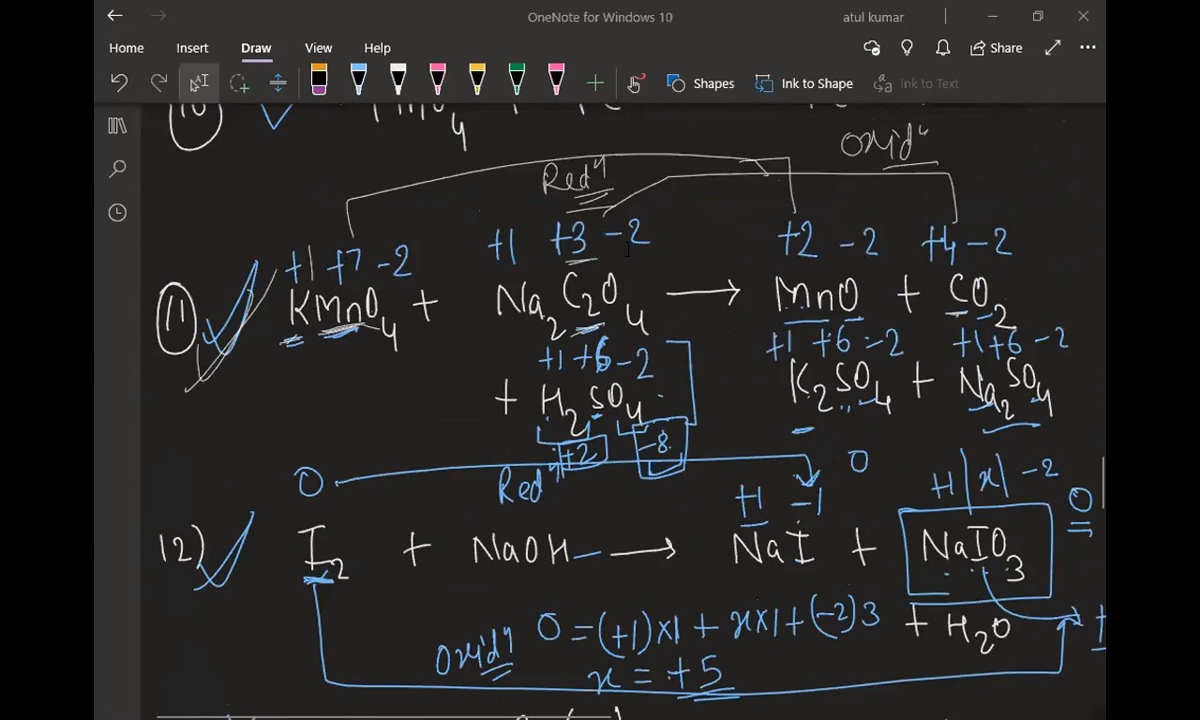 OneNote for Windows 10
atul kumar
Home Insert Draw View Help
Share
Shapes Ink to Shape Ink to Text
4
Oxidⁿ
Redⁿ
+1 +7 -2 +1 +3 -2 +2 -2 +4 -2
(11) KMnO4 + Na2C2O4 → MnO + CO2
+1 +6 -2 +1 +6 -2 +1 +6 -2
+ H2SO4 K2SO4 + Na2SO4
+2 -8
0 Redⁿ 0
+1 -1 +1 x -2 0
12) I2 + NaOH → NaI + NaIO3
0 = (+1)x1 + x x1 + (-2)3 + H2O
Oxidⁿ x = +5